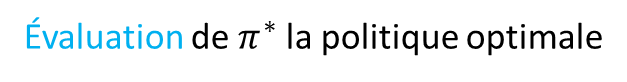 Évaluation de π* la politique optimale